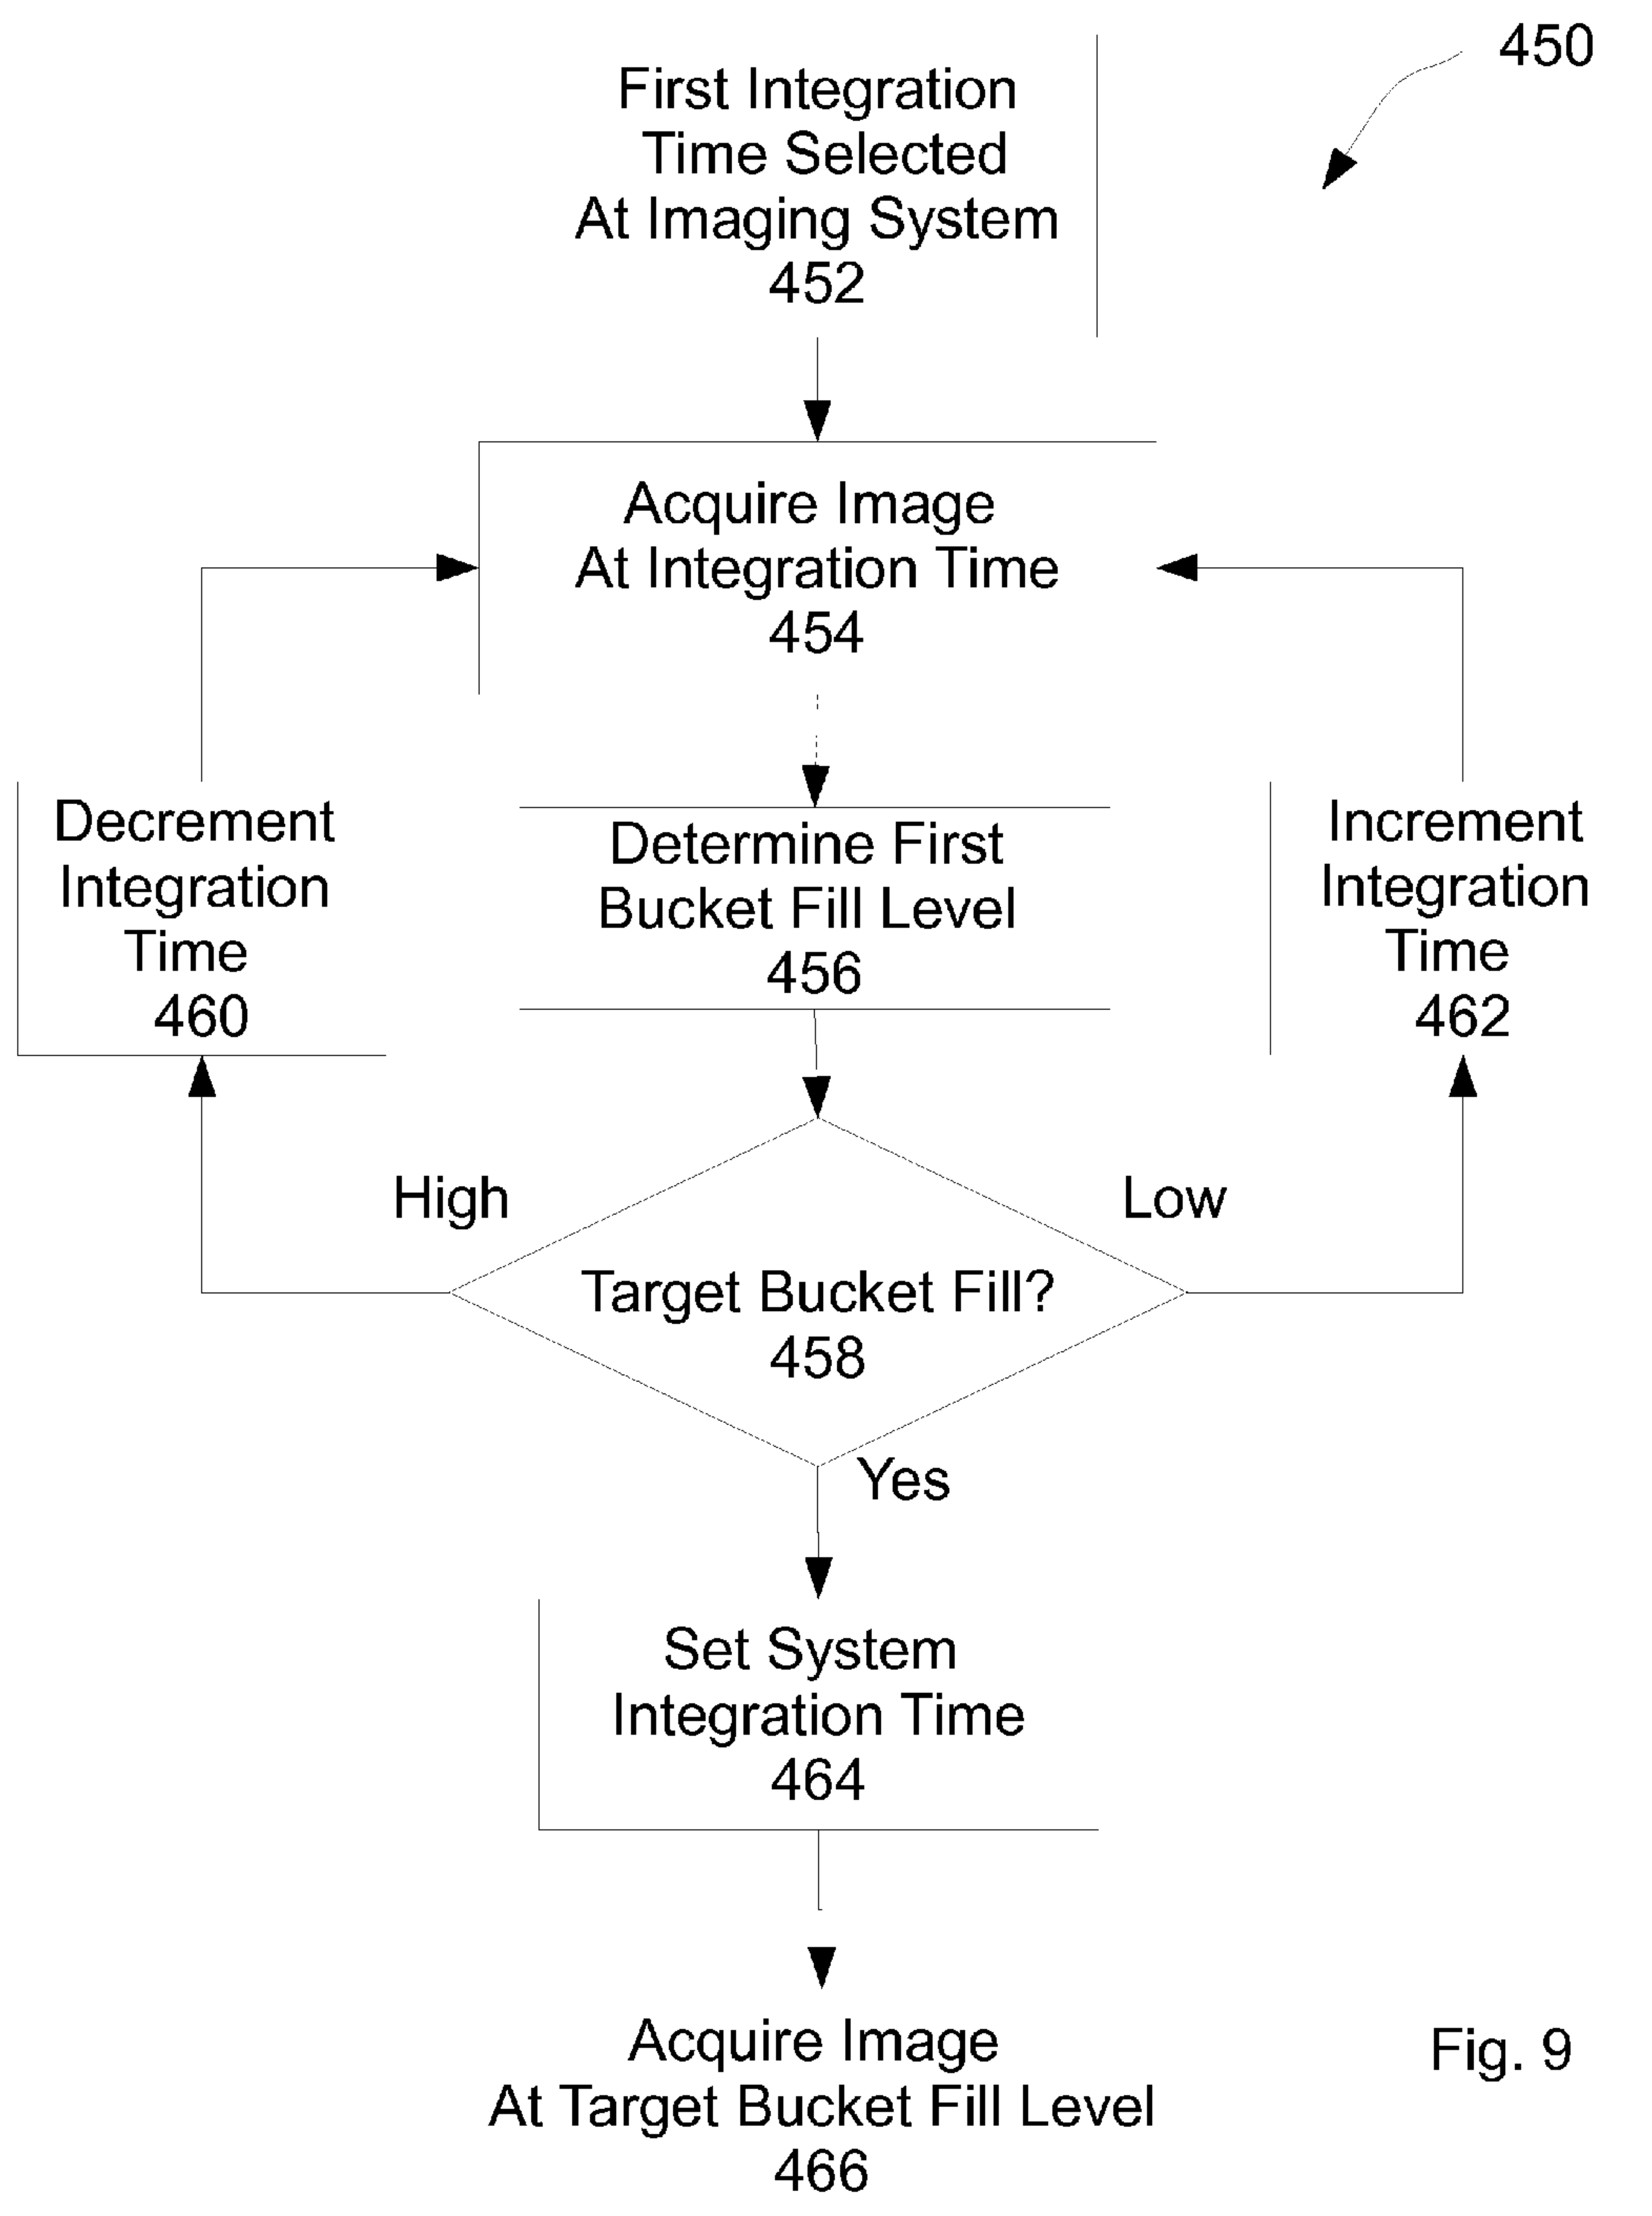 450
First Integration
Time Selected
At Imaging System
452
Acquire Image
At Integration Time
454
Decrement
Integration
Time
460
Determine First
Bucket Fill Level
456
Increment
Integration
Time
462
High
Low
Target Bucket Fill?
458
Yes
Set System
Integration Time
464
Acquire Image
At Target Bucket Fill Level
466
Fig. 9